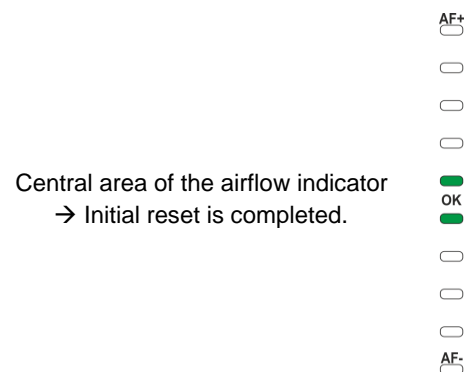 AF+
Central area of the airflow indicator
→ Initial reset is completed.
OK
AF-